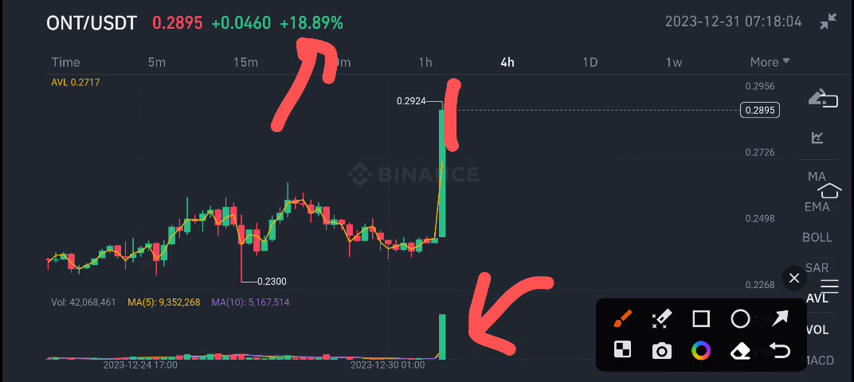 ONT/USDT 0.2895 +0.0460 +18.89% 2023-12-31 07:18:04
Time 5m 15m 1h 4h 1D 1w More
AVL 0.2717
0.2956
0.2924
0.2895
0.2726
BINANCE
MA
EMA
0.2498
BOLL
SAR
0.2300
0.2268
AVL
Vol: 42,068,461 MA(5): 9,352,268 MA(10): 5,167,514
VOL
MACD
2023-12-24 17:00 2023-12-30 01:00